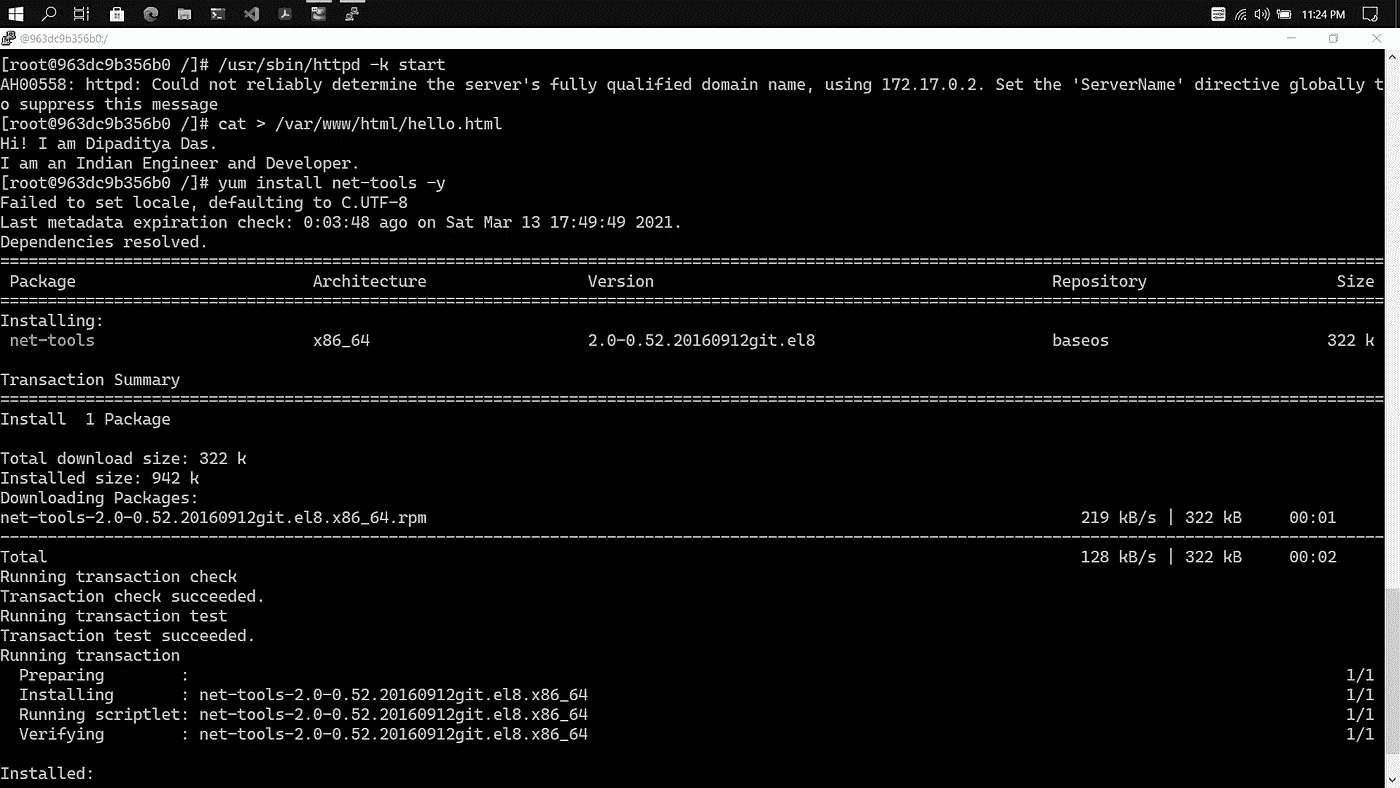 11:24 PM
@963dc9b356b0:/
[root@963dc9b356b0 /]# /usr/sbin/httpd -k start
AH00558: httpd: Could not reliably determine the server's fully qualified domain name, using 172.17.0.2. Set the 'ServerName' directive globally t
o suppress this message
[root@963dc9b356b0 /]# cat > /var/www/html/hello.html
Hi! I am Dipaditya Das.
I am an Indian Engineer and Developer.
[root@963dc9b356b0 /]# yum install net-tools -y
Failed to set locale, defaulting to C.UTF-8
Last metadata expiration check: 0:03:48 ago on Sat Mar 13 17:49:49 2021.
Dependencies resolved.
================================================================================
Package Architecture Version Repository Size
================================================================================
Installing:
net-tools x86_64 2.0-0.52.20160912git.el8 baseos 322 k
Transaction Summary
================================================================================
Install  1 Package
Total download size: 322 k
Installed size: 942 k
Downloading Packages:
net-tools-2.0-0.52.20160912git.el8.x86_64.rpm 219 kB/s | 322 kB 00:01
--------------------------------------------------------------------------------
Total 128 kB/s | 322 kB 00:02
Running transaction check
Transaction check succeeded.
Running transaction test
Transaction test succeeded.
Running transaction
Preparing : 1/1
Installing : net-tools-2.0-0.52.20160912git.el8.x86_64 1/1
Running scriptlet: net-tools-2.0-0.52.20160912git.el8.x86_64 1/1
Verifying : net-tools-2.0-0.52.20160912git.el8.x86_64 1/1
Installed: